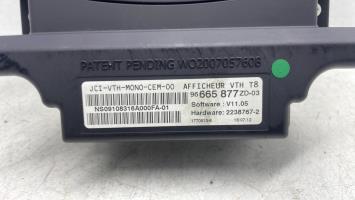 PATENT PENDING WO2007057608
JCI-VTH-MONO-CEM-00 AFFICHEUR VTH T8
96 665 877 ZD-03
Software : V11.05
NS09108316A000FA-01 Hardware: 2238767-2